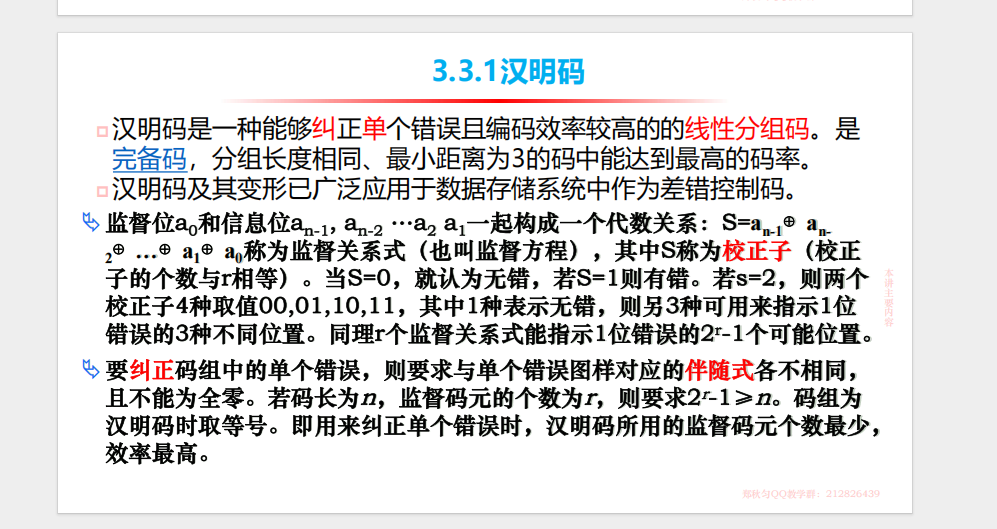 3.3.1汉明码
汉明码是一种能够纠正单个错误且编码效率较高的的线性分组码。是
完备码，分组长度相同、最小距离为3的码中能达到最高的码率。
汉明码及其变形已广泛应用于数据存储系统中作为差错控制码。
监督位a₀和信息位aₙ₋₁, aₙ₋₂ …a₂ a₁一起构成一个代数关系：S=aₙ₋₁⊕ aₙ₋
₂⊕ …⊕ a₁⊕ a₀称为监督关系式（也叫监督方程），其中S称为校正子（校正
子的个数与r相等）。当S=0，就认为无错，若S=1则有错。若s=2，则两个
校正子4种取值00,01,10,11，其中1种表示无错，则另3种可用来指示1位
错误的3种不同位置。同理r个监督关系式能指示1位错误的2ʳ-1个可能位置。
要纠正码组中的单个错误，则要求与单个错误图样对应的伴随式各不相同，
且不能为全零。若码长为n，监督码元的个数为r，则要求2ʳ-1≥n。码组为
汉明码时取等号。即用来纠正单个错误时，汉明码所用的监督码元个数最少，
效率最高。
本讲主要内容
郑秋匀QQ教学群：212826439